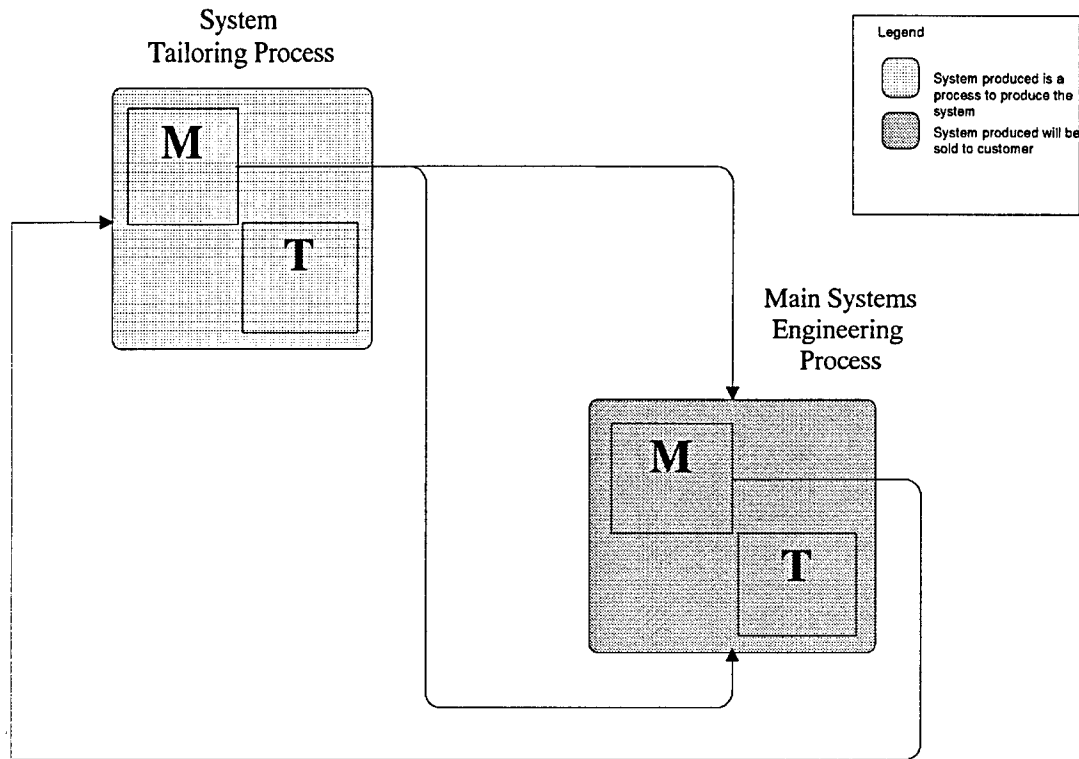 System
Tailoring Process
M
T
Legend
System produced is a
process to produce the
system
System produced will be
sold to customer
Main Systems
Engineering
Process
M
T